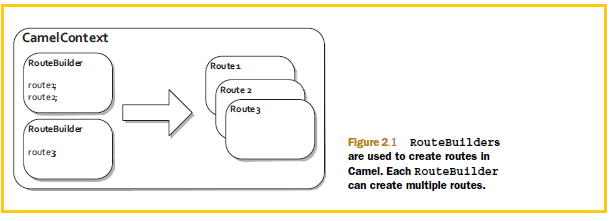 CamelContext
RouteBuilder
route1;
route2;
RouteBuilder
route3
Route1
Route 2
Route3
Figure 2.1 RouteBuilders
are used to create routes in
Camel. Each RouteBuilder
can create multiple routes.